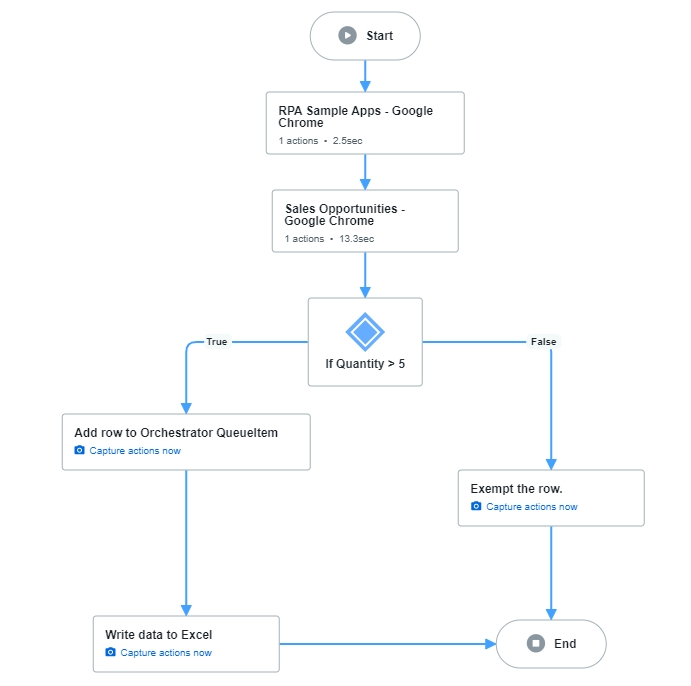 Start
RPA Sample Apps - Google
Chrome
1 actions • 2.5sec
Sales Opportunities -
Google Chrome
1 actions • 13.3sec
If Quantity > 5
True
False
Add row to Orchestrator QueueItem
Capture actions now
Exempt the row.
Capture actions now
Write data to Excel
Capture actions now
End